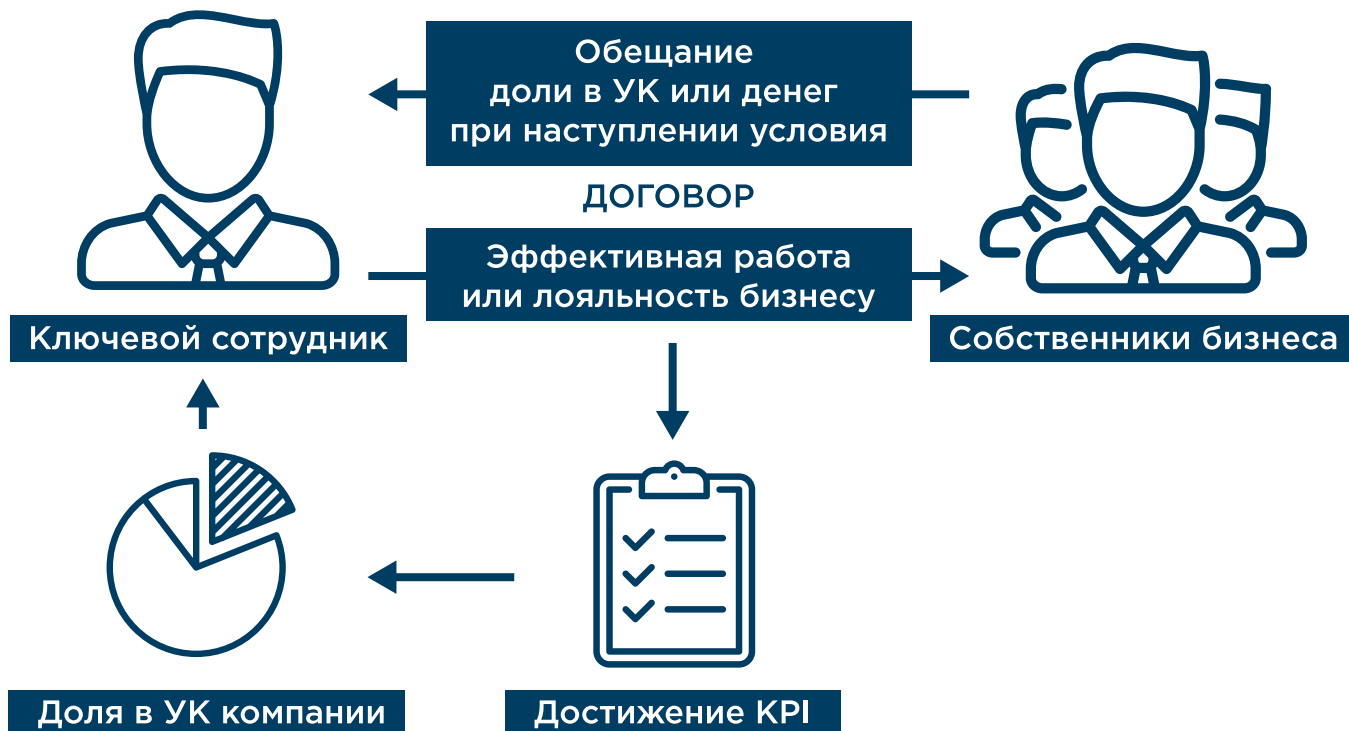 Обещание
доли в УК или денег
при наступлении условия
ДОГОВОР
Эффективная работа
или лояльность бизнесу
Ключевой сотрудник
Собственники бизнеса
Доля в УК компании
Достижение KPI